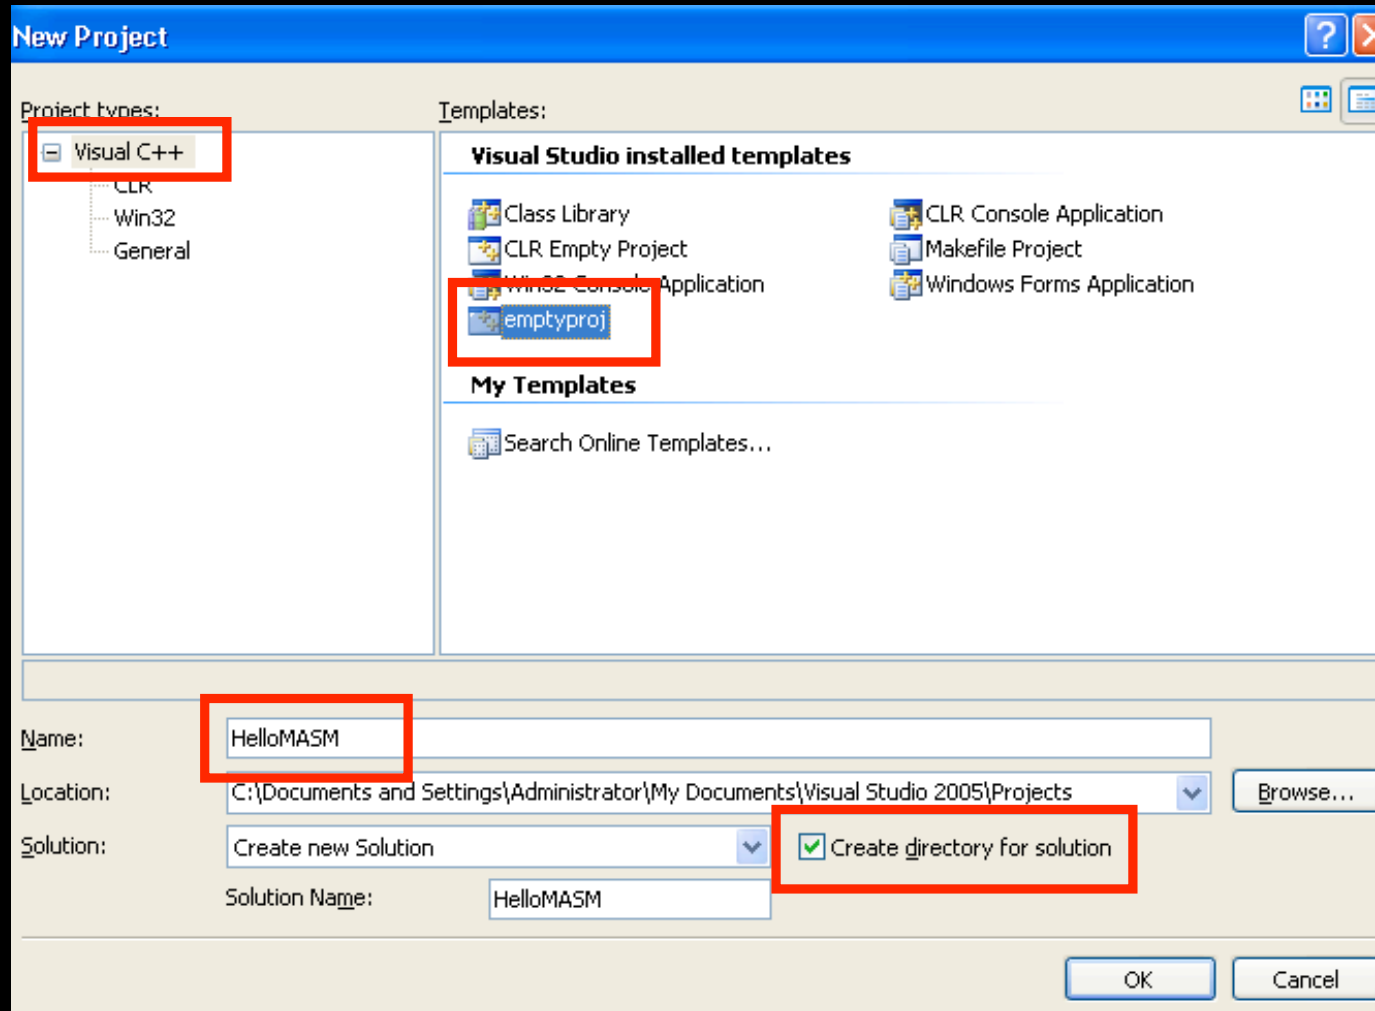 New Project
Project types:
Templates:
Visual C++
CLR
Win32
General
Visual Studio installed templates
Class Library
CLR Console Application
CLR Empty Project
Makefile Project
Win32 Console Application
Windows Forms Application
emptyproj
My Templates
Search Online Templates...
Name:
HelloMASM
Location:
C:\Documents and Settings\Administrator\My Documents\Visual Studio 2005\Projects
Browse...
Solution:
Create new Solution
Create directory for solution
Solution Name:
HelloMASM
OK
Cancel